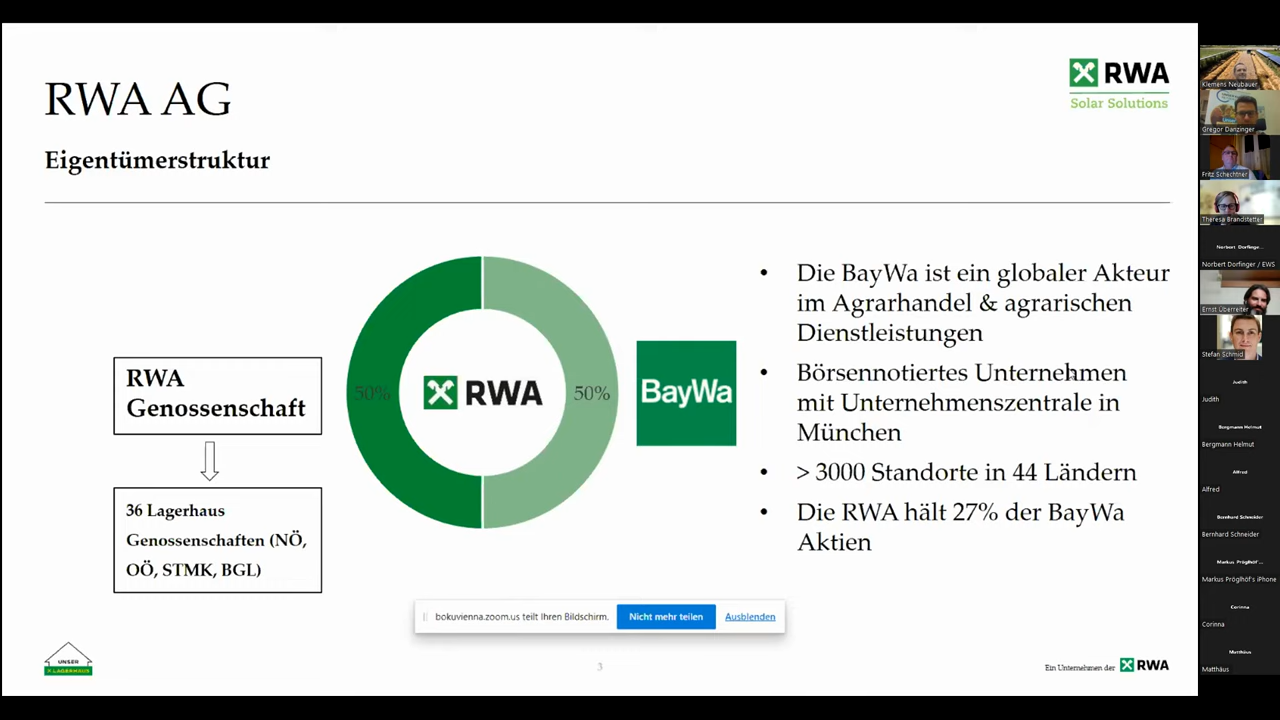 RWA AG
Eigentümerstruktur
RWA
Solar Solutions
RWA
Genossenschaft
36 Lagerhaus
Genossenschaften (NÖ,
OÖ, STMK, BGL)
50%
RWA
50%
BayWa
• Die BayWa ist ein globaler Akteur
im Agrarhandel & agrarischen
Dienstleistungen
• Börsennotiertes Unternehmen
mit Unternehmenszentrale in
München
• > 3000 Standorte in 44 Ländern
• Die RWA hält 27% der BayWa
Aktien
bokuvienna.zoom.us teilt Ihren Bildschirm.
Nicht mehr teilen
Ausblenden
UNSER
LAGERHAUS
3
Ein Unternehmen der
RWA
Klemens Neubauer
Gregor Danzinger
Fritz Schechtner
Theresa Brandstetter
Norbert Dorfinge...
Norbert Dorfinger / EWS
Ernst Überreiter
Stefan Schmid
Judith
Judith
Bergmann Helmut
Bergmann Helmut
Alfred
Alfred
Bernhard Schneider
Bernhard Schneider
Markus Pröglhöf'...
Markus Pröglhöf's iPhone
Corinna
Corinna
Matthäus
Matthäus